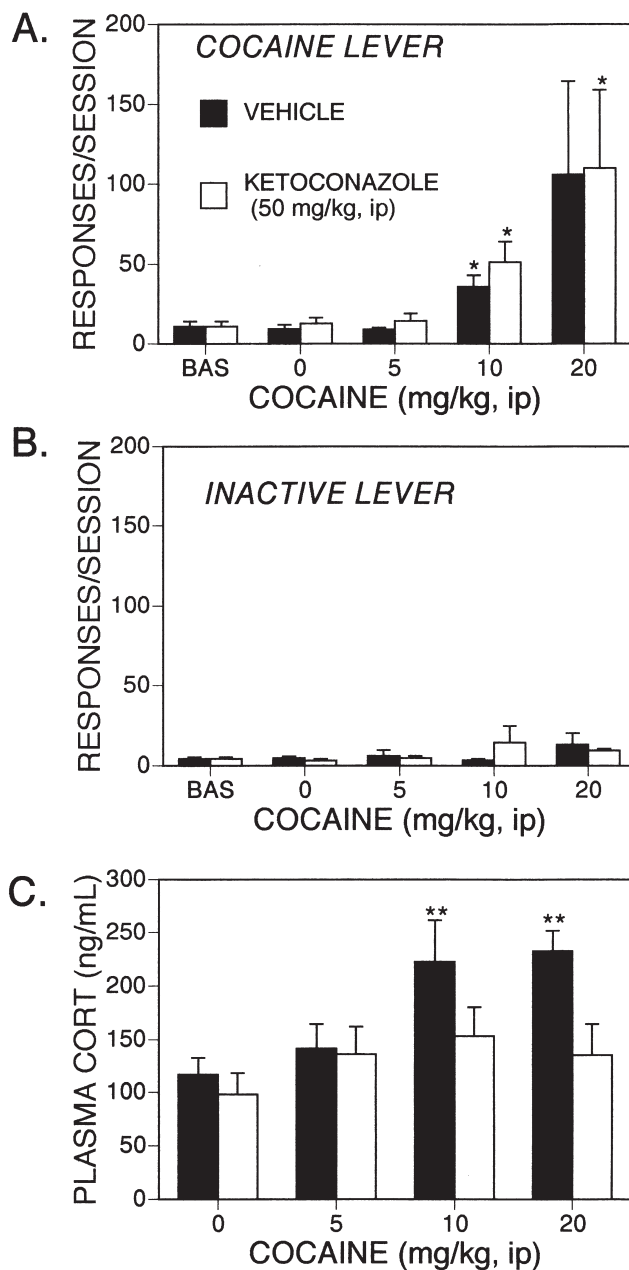 A.
RESPONSES/SESSION
200
150
100
50
0
COCAINE LEVER
VEHICLE
KETOCONAZOLE
(50 mg/kg, ip)
*
*
*
BAS 0 5 10 20
COCAINE (mg/kg, ip)
B.
RESPONSES/SESSION
200
150
100
50
0
INACTIVE LEVER
BAS 0 5 10 20
COCAINE (mg/kg, ip)
C.
PLASMA CORT (ng/mL)
300
250
200
150
100
50
0
** **
0 5 10 20
COCAINE (mg/kg, ip)